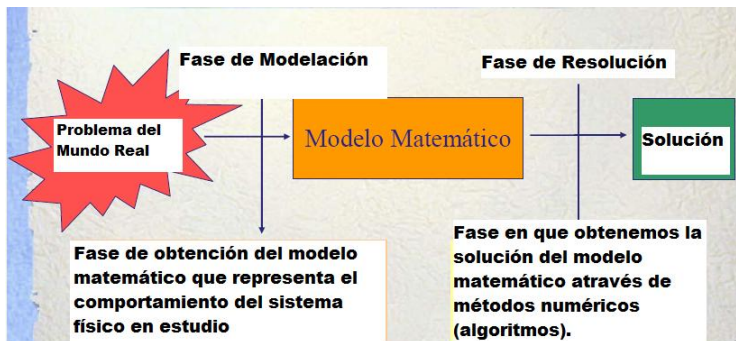 Fase de Modelación
Fase de Resolución
Problema del
Mundo Real
Modelo Matemático
Solución
Fase de obtención del modelo
matemático que representa el
comportamiento del sistema
físico en estudio
Fase en que obtenemos la
solución del modelo
matemático através de
métodos numéricos
(algoritmos).